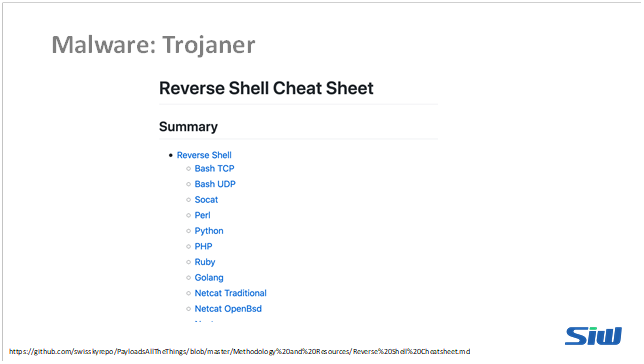 Malware: Trojaner
Reverse Shell Cheat Sheet
Summary
Reverse Shell
Bash TCP
Bash UDP
Socat
Perl
Python
PHP
Ruby
Golang
Netcat Traditional
Netcat OpenBsd
SiW
https://github.com/swisskyrepo/PayloadsAllTheThings/blob/master/Methodology%20and%20Resources/Reverse%20Shell%20Cheatsheet.md